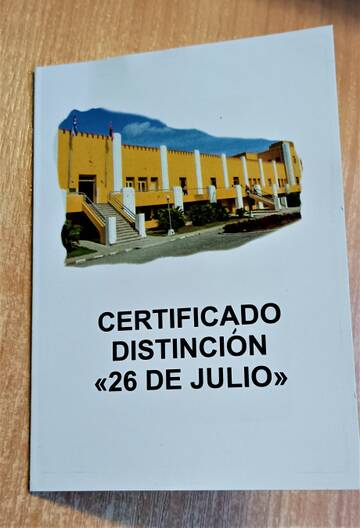 CERTIFICADO
DISTINCIÓN
«26 DE JULIO»